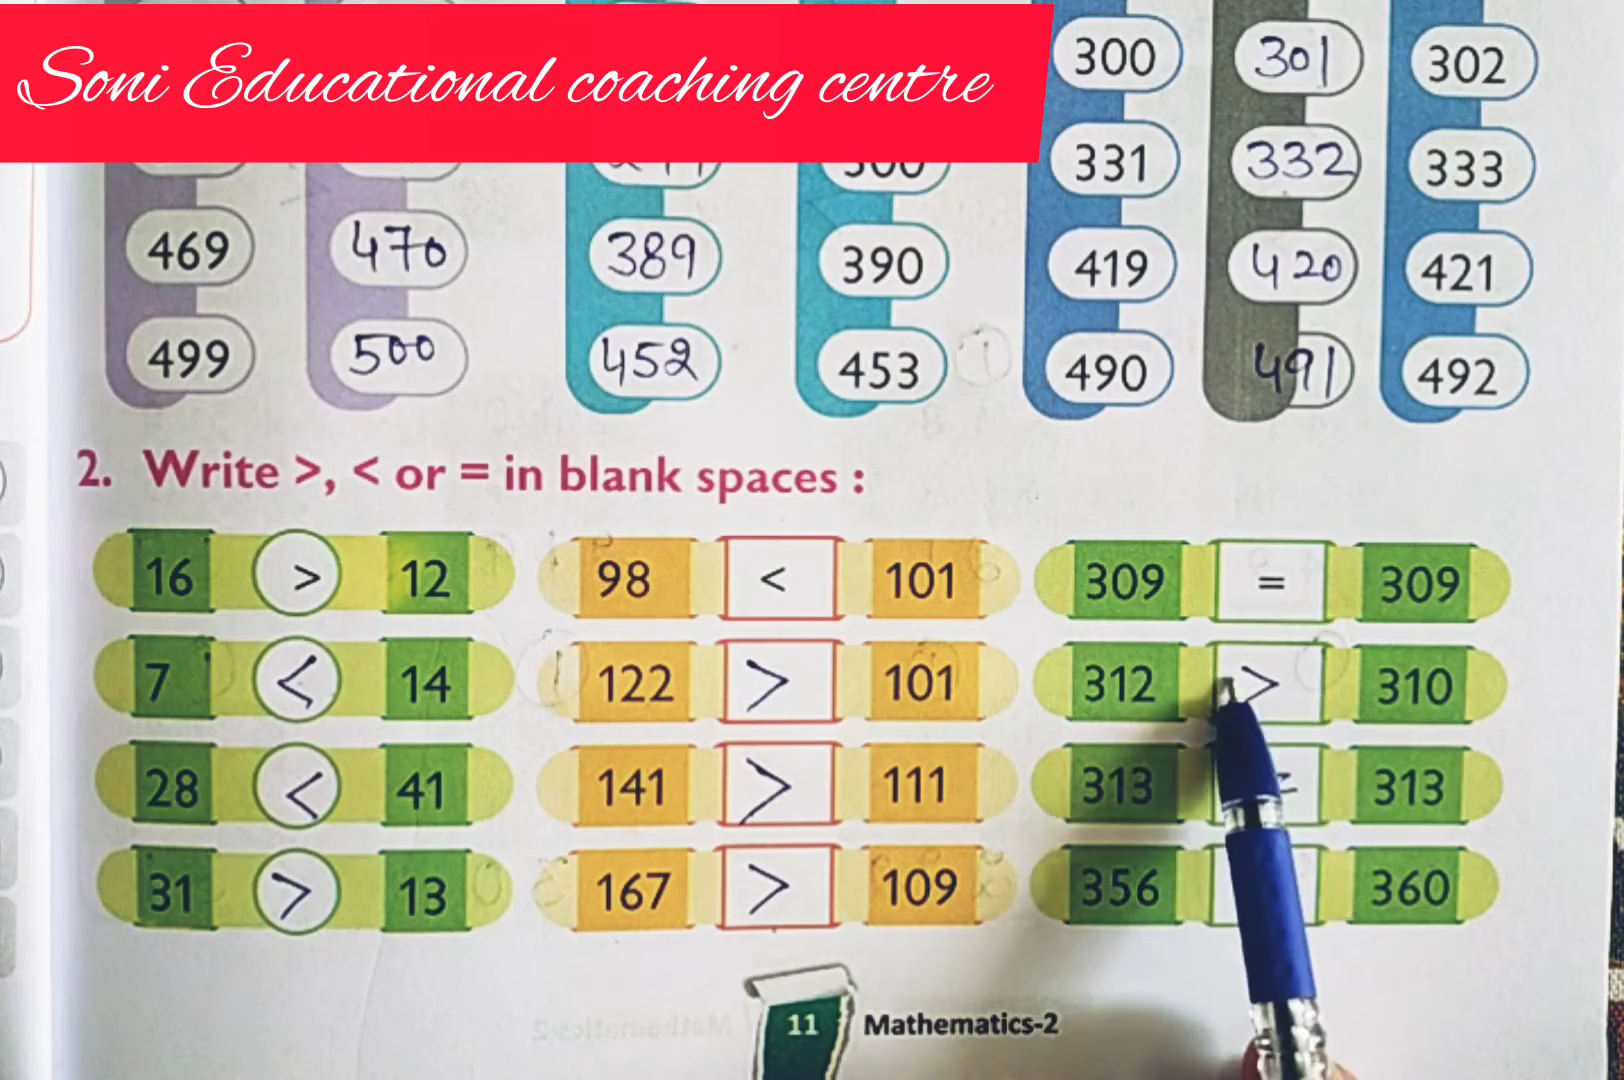 Soni Educational coaching centre
300 301 302
331 332 333
469 470 389 390 419 420 421
499 500 452 453 490 491 492
2. Write >, < or = in blank spaces :
16 > 12 98 < 101 309 = 309
7 < 14 122 > 101 312 > 310
28 < 41 141 > 111 313 313
31 > 13 167 > 109 356 360
11 Mathematics-2